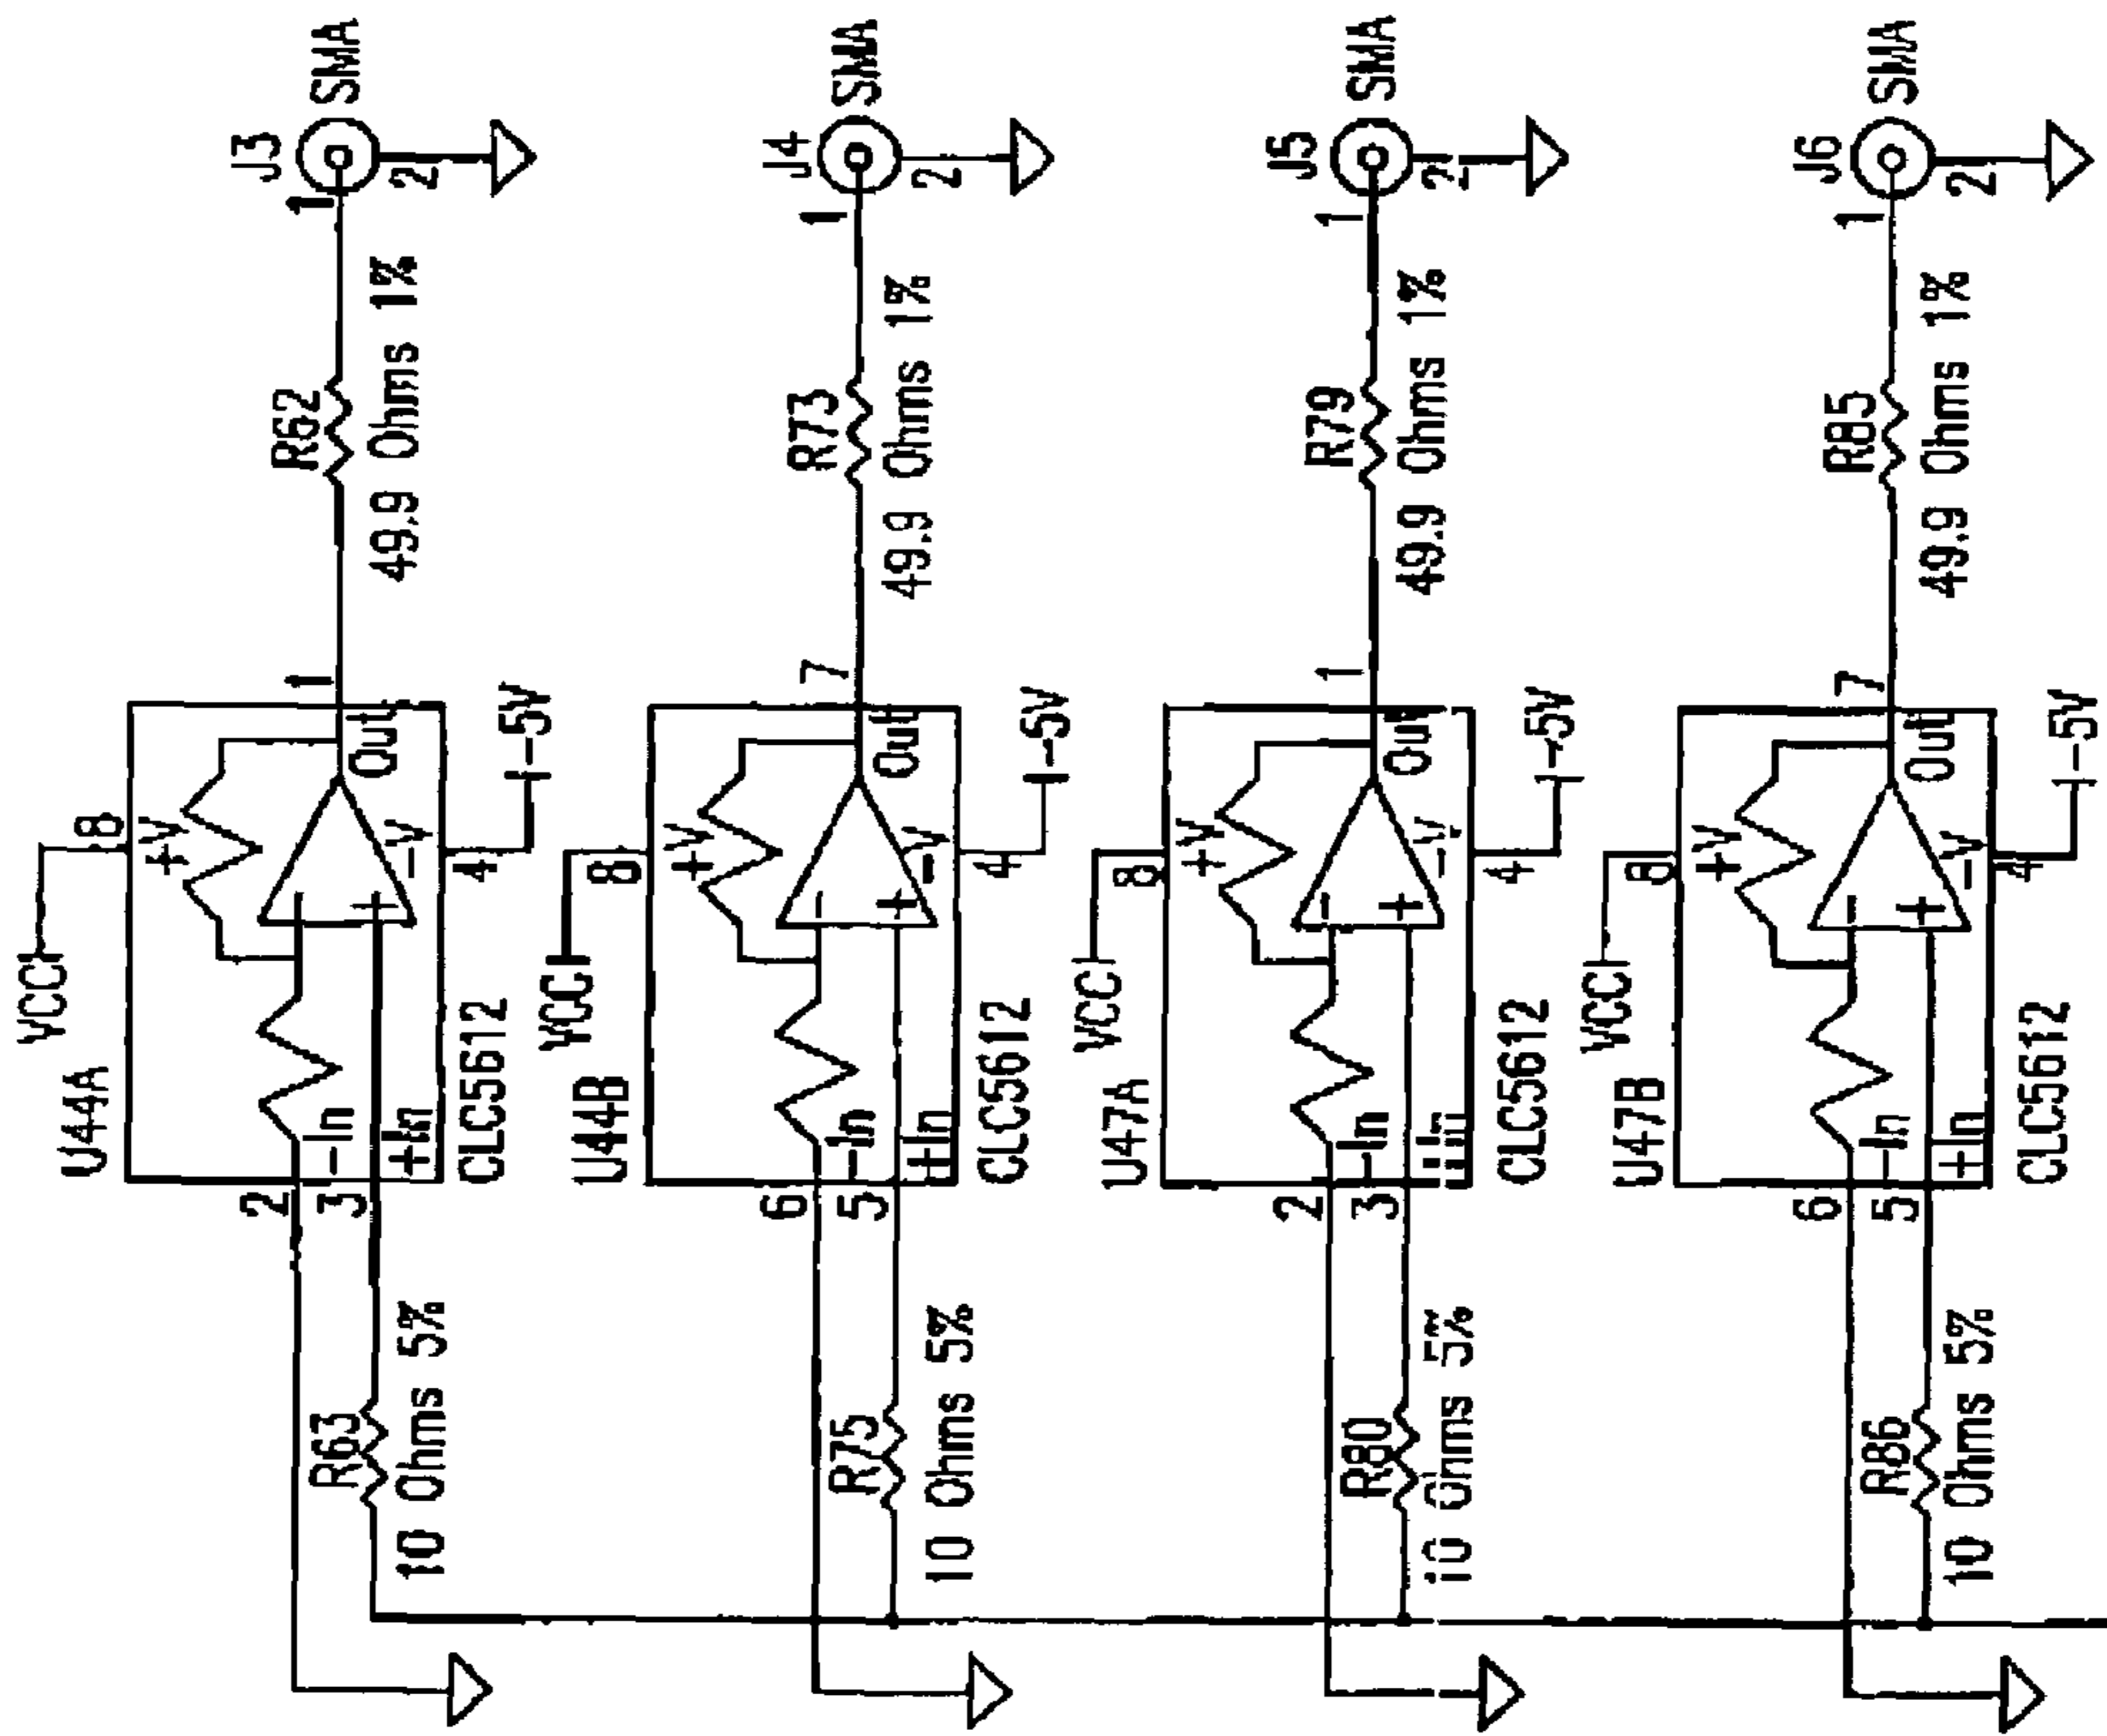 J3
SMA
1
2
R62
49.9 Ohms 1%
VCC
8
+V
1
Out
-V
4
-5V
U44A
-In
+In
CLC5612
2
3
R63
10 Ohms 5%
J4
SMA
1
2
R73
49.9 Ohms 1%
VCC
8
+V
7
Out
-V
4
-5V
U44B
-In
+In
CLC5612
6
5
R75
10 Ohms 5%
J5
SMA
1
2
R79
49.9 Ohms 1%
VCC
8
+V
1
Out
-V
4
-5V
U47A
-In
+In
CLC5612
2
3
R80
10 Ohms 5%
J6
SMA
1
2
R85
49.9 Ohms 1%
VCC
8
+V
7
Out
-V
4
-5V
U47B
-In
+In
CLC5612
6
5
R86
10 Ohms 5%